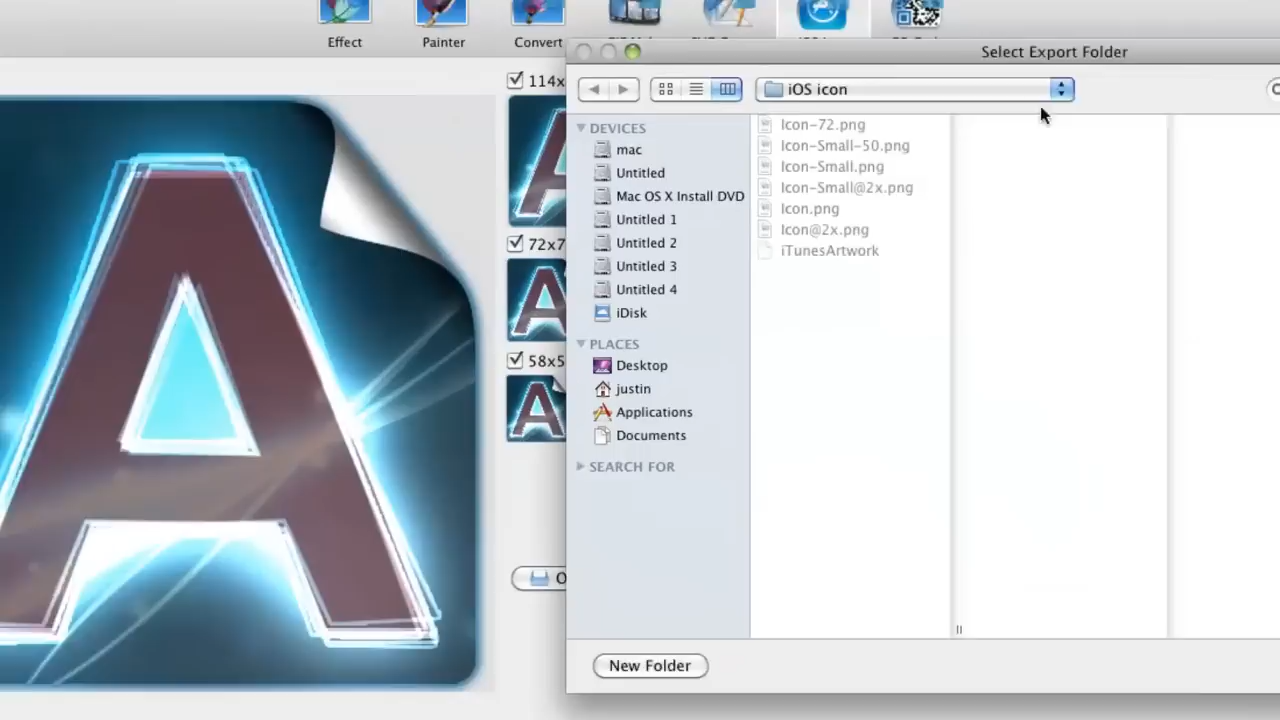 Effect
Painter
Convert
Select Export Folder
114x
iOS icon
DEVICES
mac
Untitled
Mac OS X Install DVD
Untitled 1
Untitled 2
Untitled 3
Untitled 4
iDisk
PLACES
Desktop
justin
Applications
Documents
SEARCH FOR
Icon-72.png
Icon-Small-50.png
Icon-Small.png
Icon-Small@2x.png
Icon.png
Icon@2x.png
iTunesArtwork
72x7
58x5
O
A
New Folder